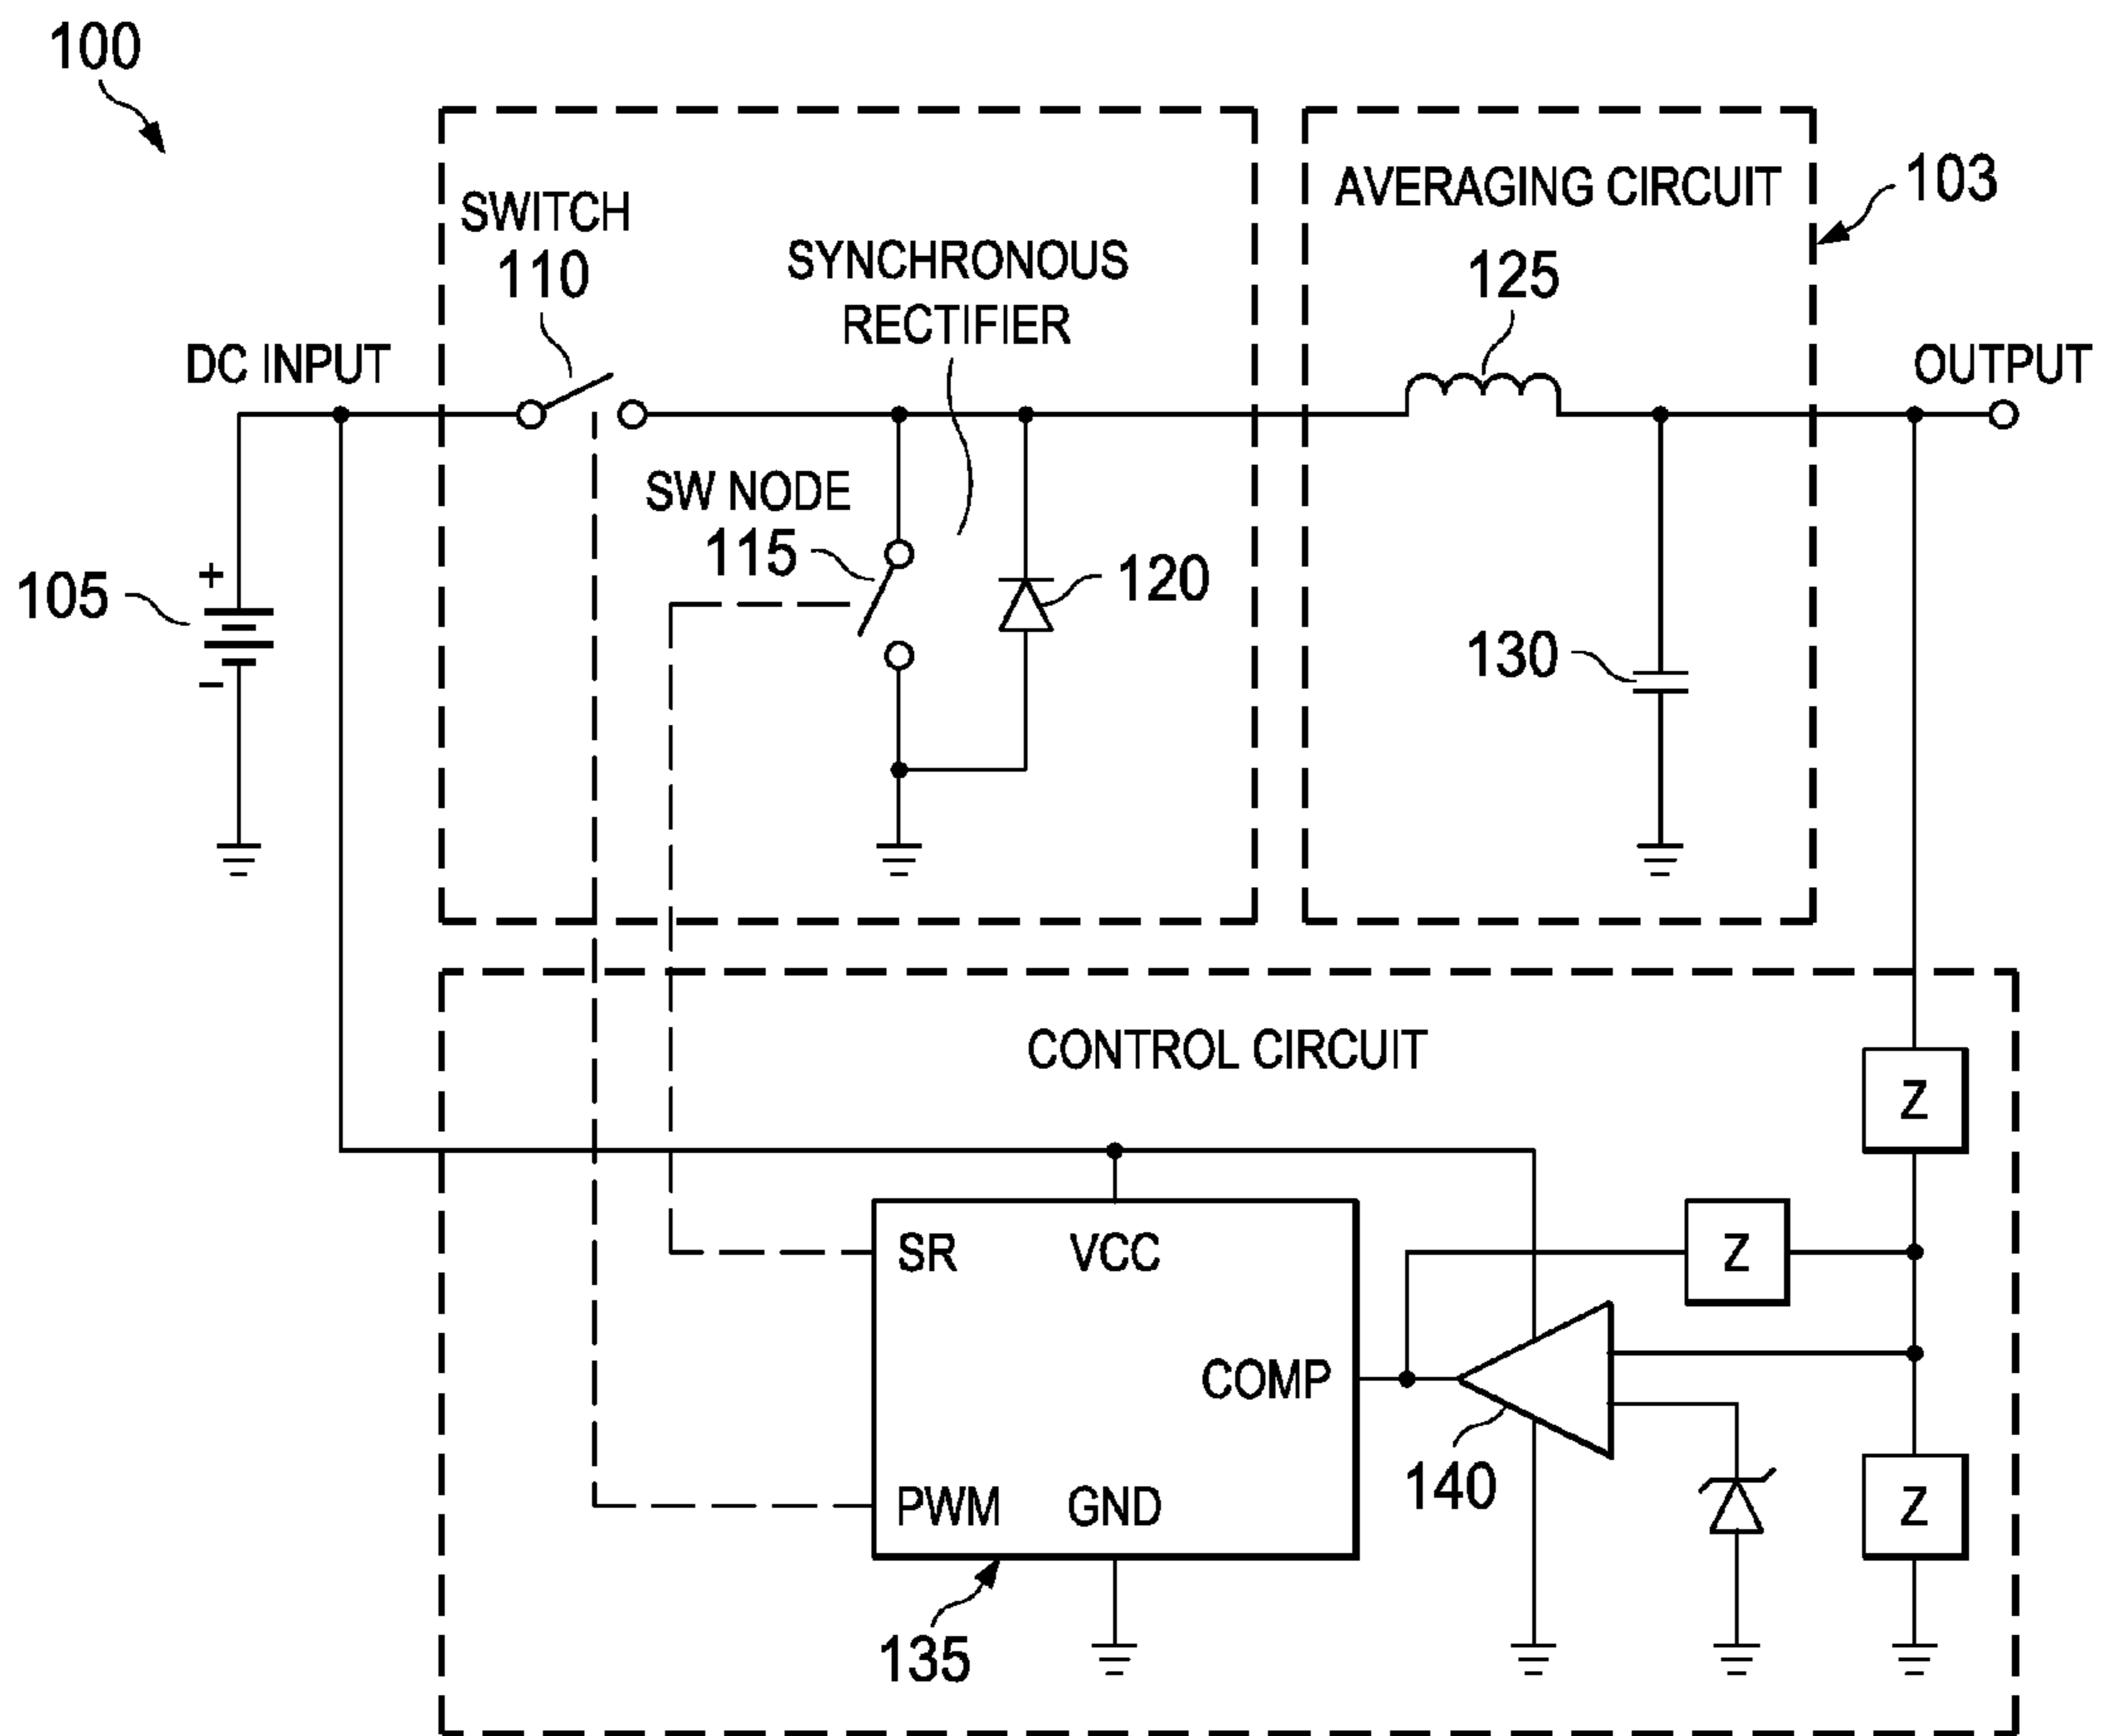 100
AVERAGING CIRCUIT
103
SWITCH
110
SYNCHRONOUS
RECTIFIER
125
DC INPUT
OUTPUT
SW NODE
115
120
+
105
130
–
CONTROL CIRCUIT
Z
SR
VCC
Z
COMP
140
PWM
GND
Z
135